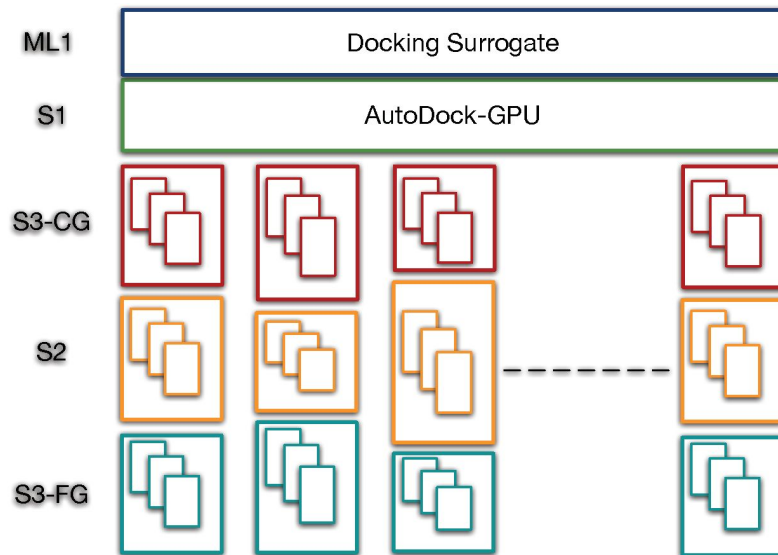 ML1
Docking Surrogate
S1
AutoDock-GPU
S3-CG
S2
S3-FG